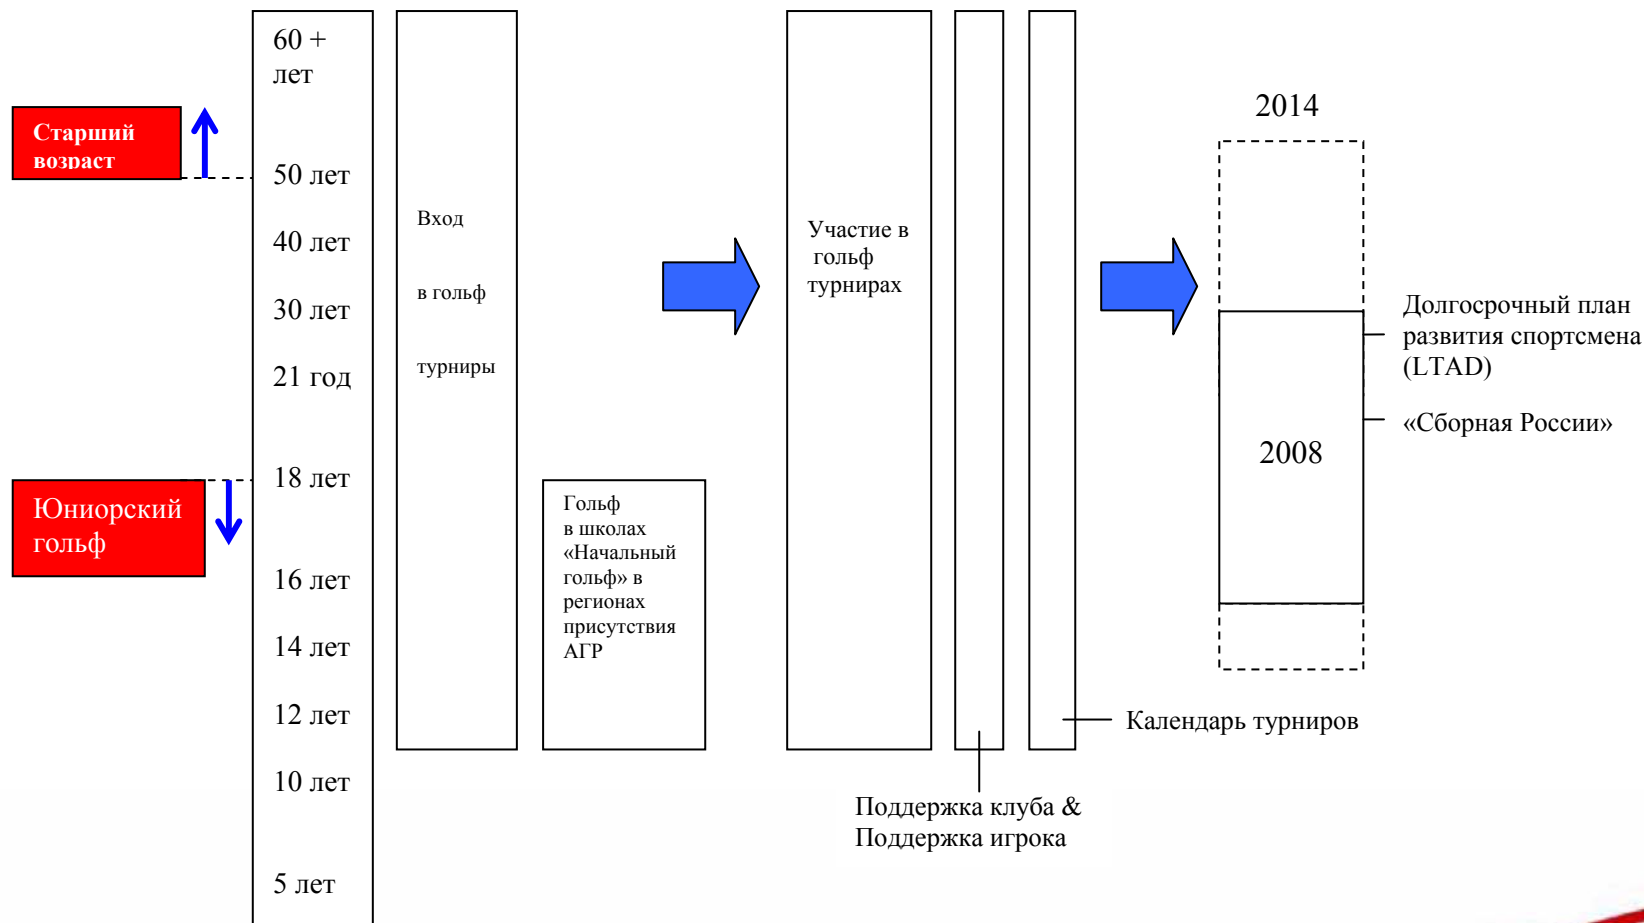 60 +
лет
Старший
возраст
50 лет
40 лет
30 лет
21 год
18 лет
Юниорский
гольф
16 лет
14 лет
12 лет
10 лет
5 лет
Вход
в гольф
турниры
Гольф
в школах
«Начальный
гольф» в
регионах
присутствия
АГР
Участие в
гольф
турнирах
Поддержка клуба &
Поддержка игрока
Календарь турниров
2014
2008
Долгосрочный план
развития спортсмена
(LTAD)
«Сборная России»